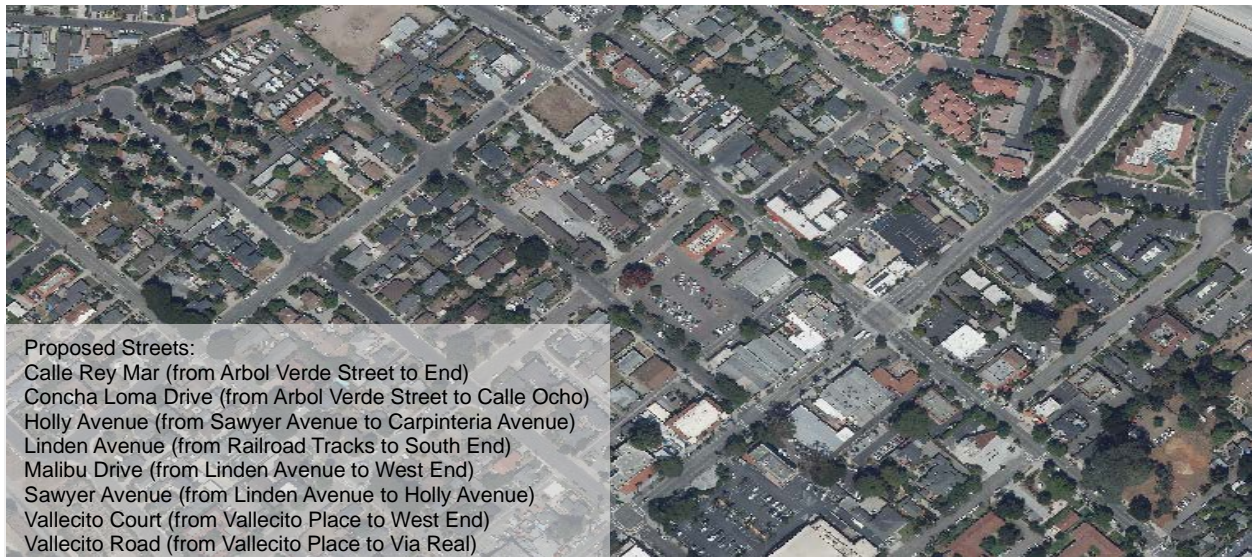 Proposed Streets:
Calle Rey Mar (from Arbol Verde Street to End)
Concha Loma Drive (from Arbol Verde Street to Calle Ocho)
Holly Avenue (from Sawyer Avenue to Carpinteria Avenue)
Linden Avenue (from Railroad Tracks to South End)
Malibu Drive (from Linden Avenue to West End)
Sawyer Avenue (from Linden Avenue to Holly Avenue)
Vallecito Court (from Vallecito Place to West End)
Vallecito Road (from Vallecito Place to Via Real)